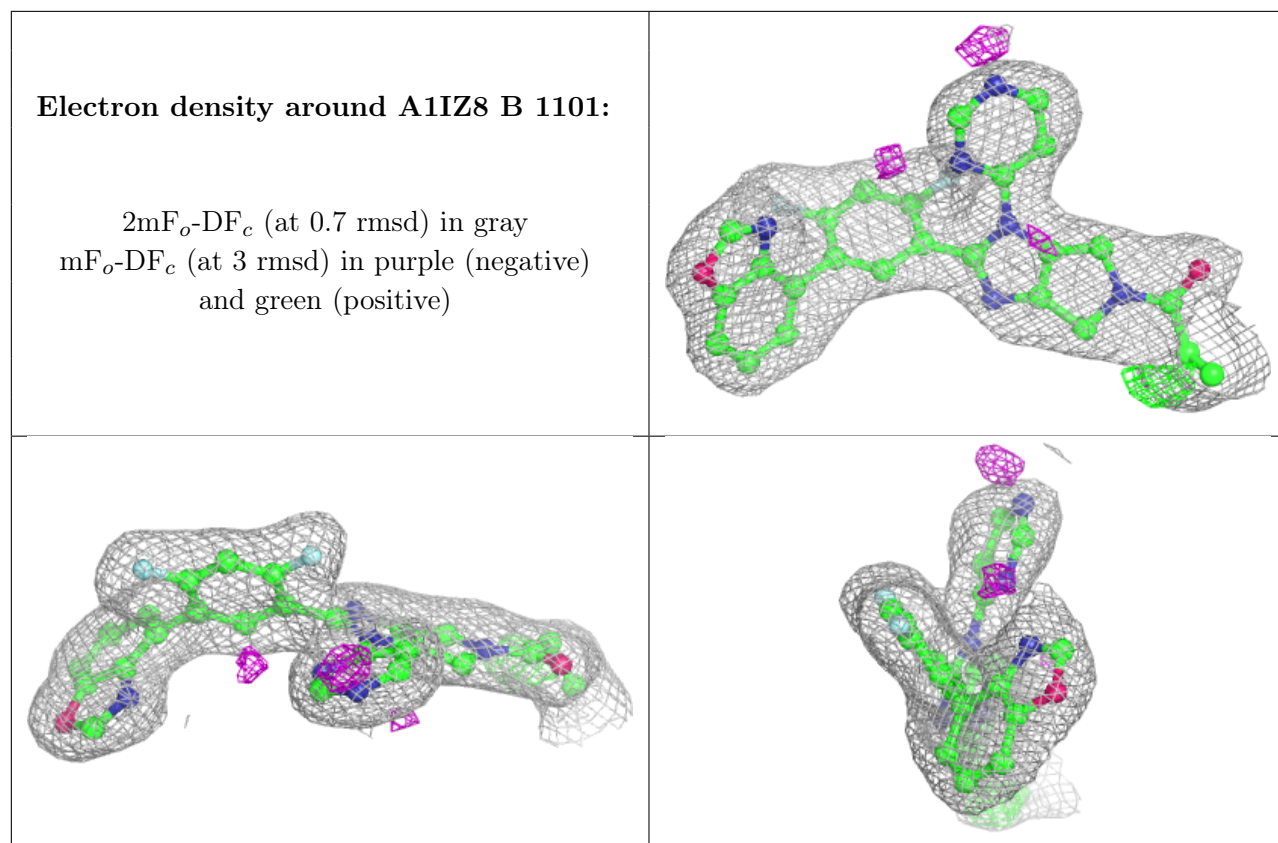 Electron density around A1IZ8 B 1101:
2mFₒ-DF𝒸 (at 0.7 rmsd) in gray
mFₒ-DF𝒸 (at 3 rmsd) in purple (negative)
and green (positive)